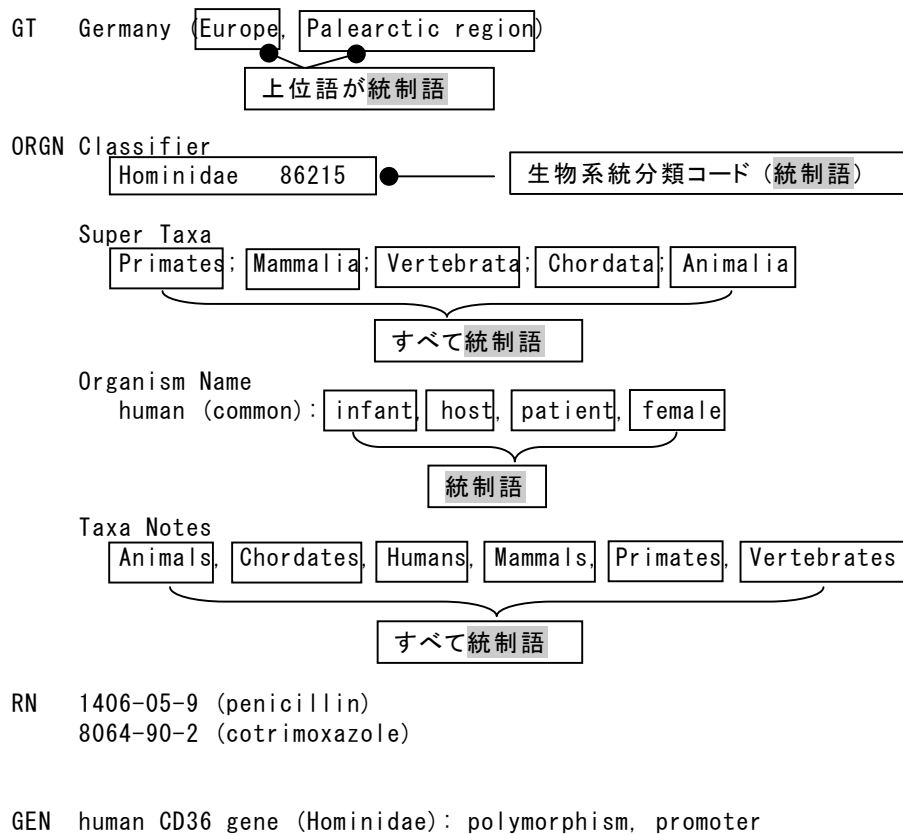 GT Germany (Europe, Palearctic region)
上位語が統制語
ORGN Classifier
Hominidae 86215
生物系統分類コード (統制語)
Super Taxa
Primates; Mammalia; Vertebrata; Chordata; Animalia
すべて統制語
Organism Name
human (common): infant, host, patient, female
統制語
Taxa Notes
Animals, Chordates, Humans, Mammals, Primates, Vertebrates
すべて統制語
RN 1406-05-9 (penicillin)
8064-90-2 (cotrimoxazole)
GEN human CD36 gene (Hominidae): polymorphism, promoter